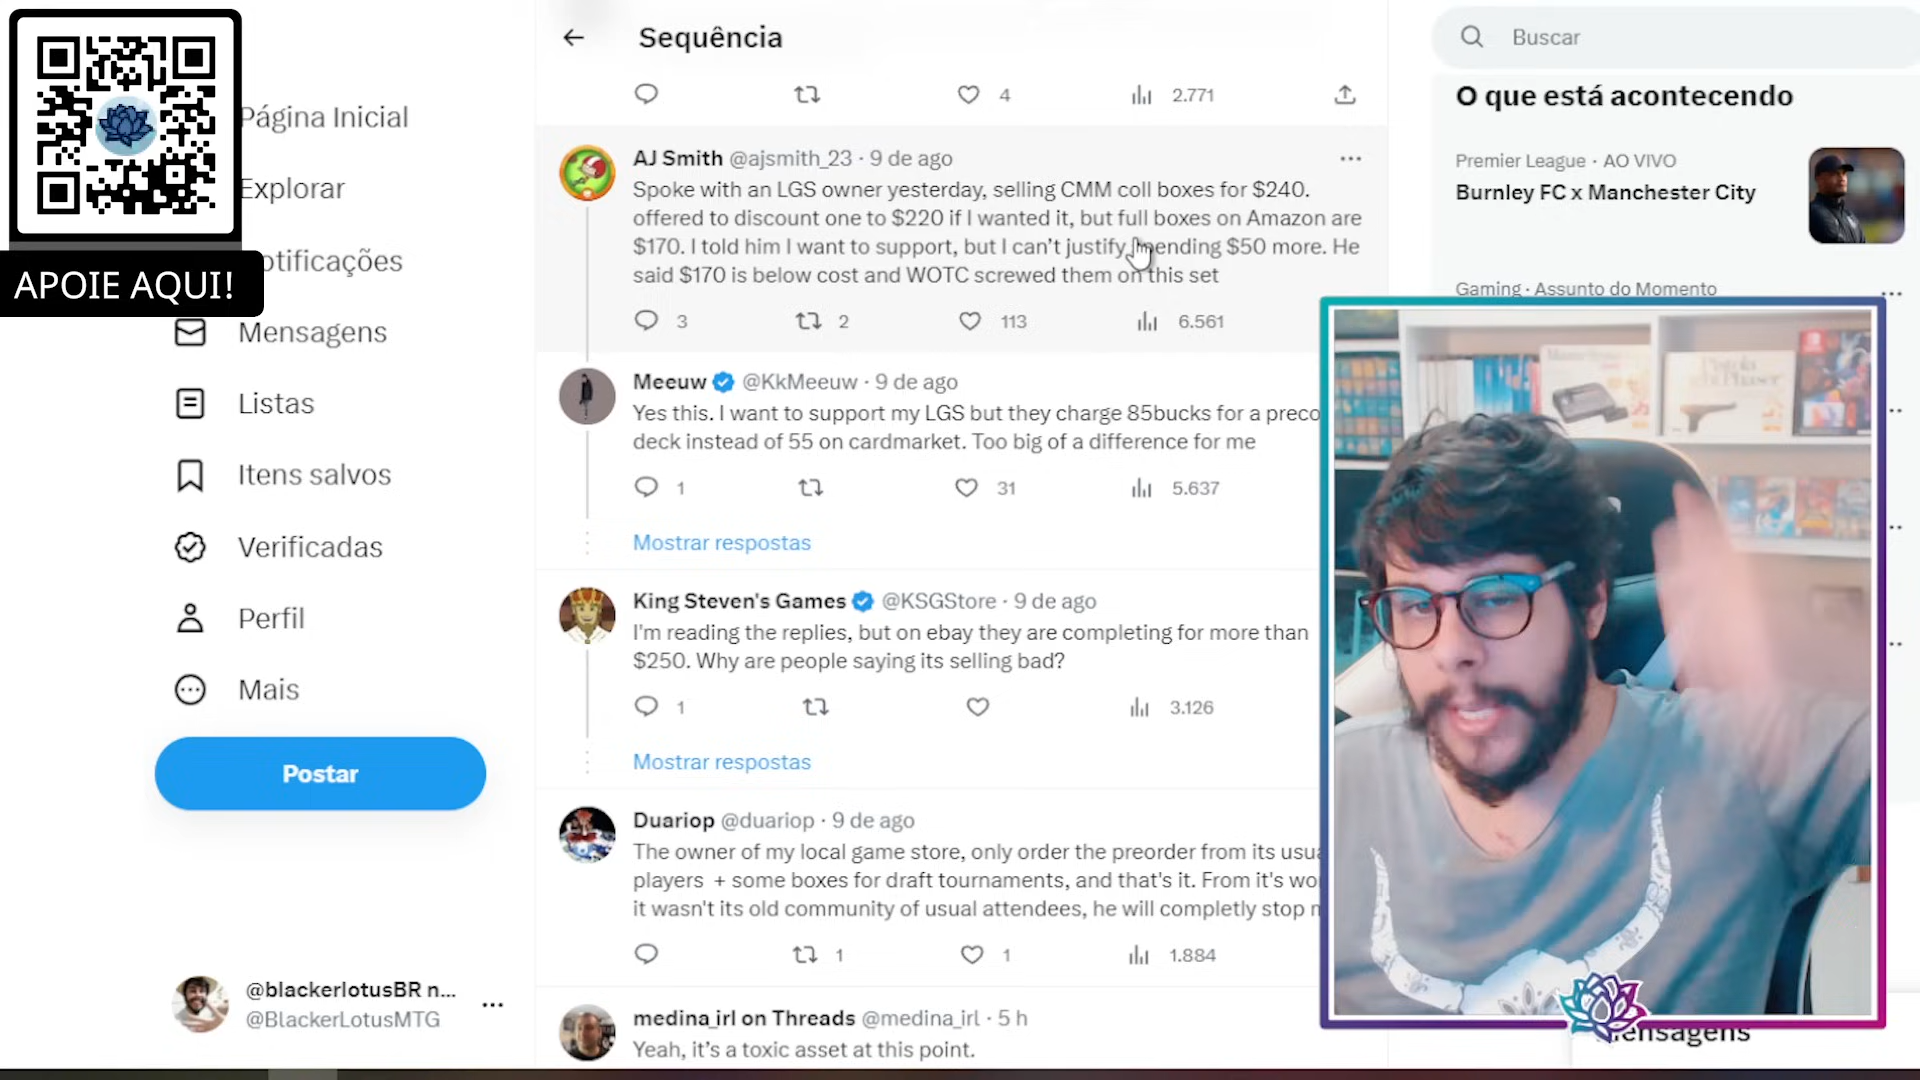 APOIE AQUI!
Página Inicial
Explorar
otificações
Mensagens
Listas
Itens salvos
Verificadas
Perfil
Mais
Postar
@blackerlotusBR n...
@BlackerLotusMTG
Sequência
4
2.771
AJ Smith @ajsmith_23 · 9 de ago
Spoke with an LGS owner yesterday, selling CMM coll boxes for $240.
offered to discount one to $220 if I wanted it, but full boxes on Amazon are
$170. I told him I want to support, but I can't justify spending $50 more. He
said $170 is below cost and WOTC screwed them on this set
3
2
113
6.561
Meeuw @KkMeeuw · 9 de ago
Yes this. I want to support my LGS but they charge 85bucks for a preco
deck instead of 55 on cardmarket. Too big of a difference for me
1
31
5.637
Mostrar respostas
King Steven's Games @KSGStore · 9 de ago
I'm reading the replies, but on ebay they are completing for more than
$250. Why are people saying its selling bad?
1
3.126
Mostrar respostas
Duariop @duariop · 9 de ago
The owner of my local game store, only order the preorder from its usu
players + some boxes for draft tournaments, and that's it. From it's wo
it wasn't its old community of usual attendees, he will completly stop
1
1
1.884
medina_irl on Threads @medina_irl · 5 h
Yeah, it's a toxic asset at this point.
Buscar
O que está acontecendo
Premier League · AO VIVO
Burnley FC x Manchester City
Gaming · Assunto do Momento
ensagens